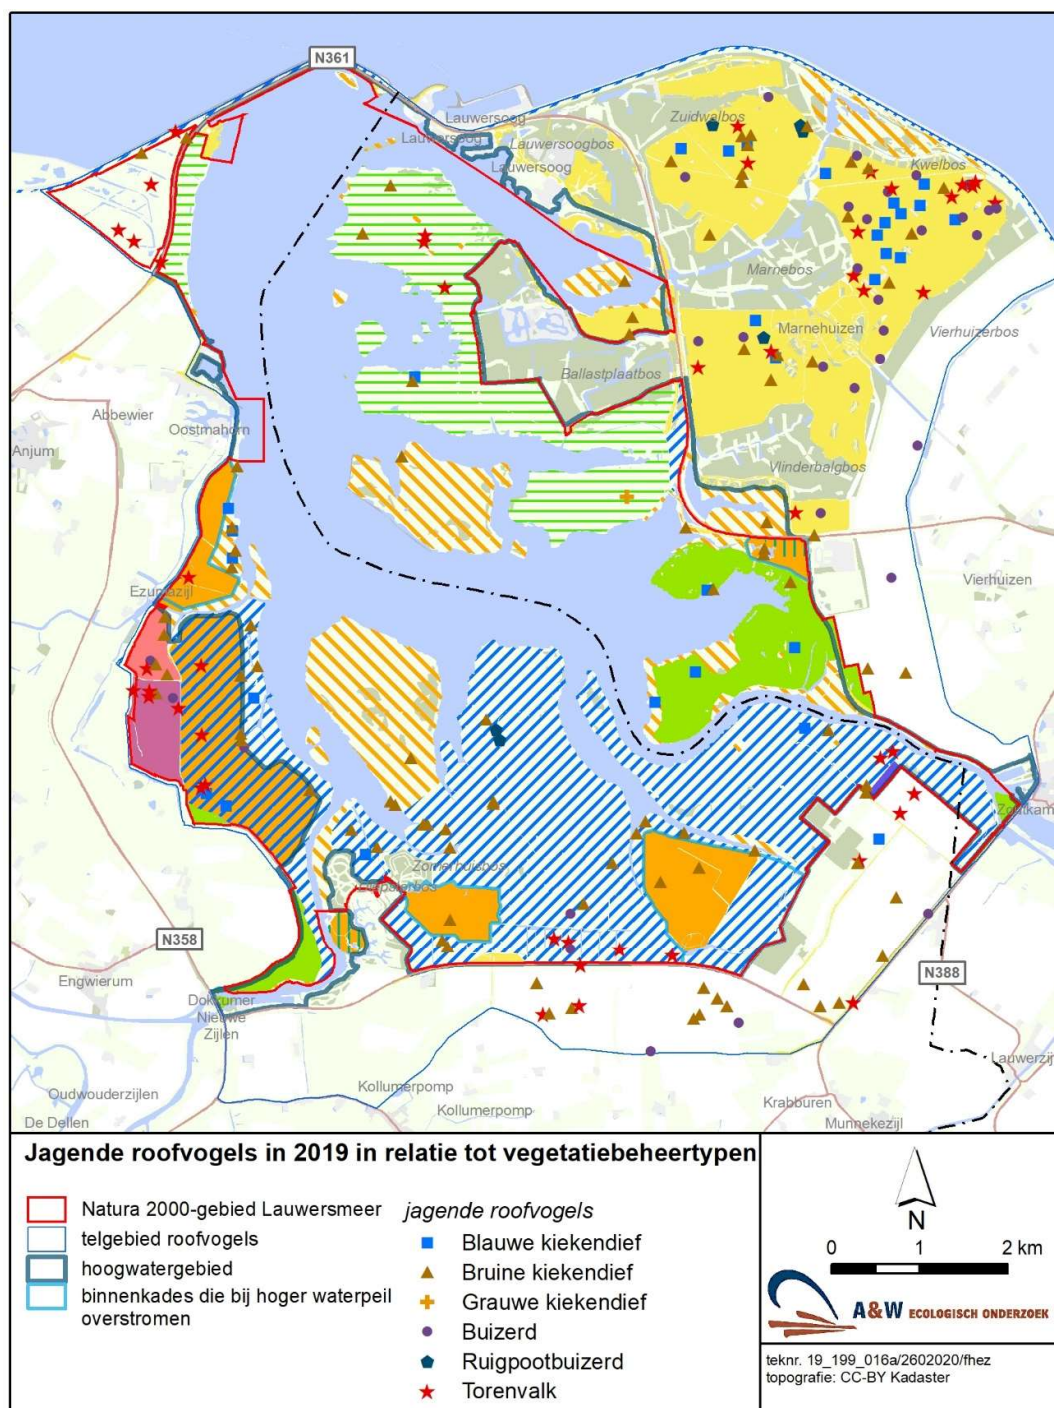 N361
Lauwersoog
Lauwersoog
Lauwersoogbos
Lauwersoog
Zuidwalbos
Kwelbos
Marnebos
Marnehuizen
Vierhuizerbos
Ballastplaatbos
Abbewier
Oostmahorn
Anjum
Vlinderbalgbos
Ezumazijl
Vierhuizen
Zoutkamp
Zomerhuisbos
N358
N388
Engwierum
Dokkumer
Nieuwe
Zijlen
Lauwerzijl
Oudwouderzijlen
Kollumerpomp
Kollumerpomp
Krabburen
De Dellen
Munnekezijl
Jagende roofvogels in 2019 in relatie tot vegetatiebeheertypen
Natura 2000-gebied Lauwersmeer
telgebied roofvogels
hoogwatergebied
binnenkades die bij hoger waterpeil
overstromen
jagende roofvogels
Blauwe kiekendief
Bruine kiekendief
Grauwe kiekendief
Buizerd
Ruigpootbuizerd
Torenvalk
N
0 1 2 km
A&W ECOLOGISCH ONDERZOEK
teknr. 19_199_016a/2602020/fhez
topografie: CC-BY Kadaster